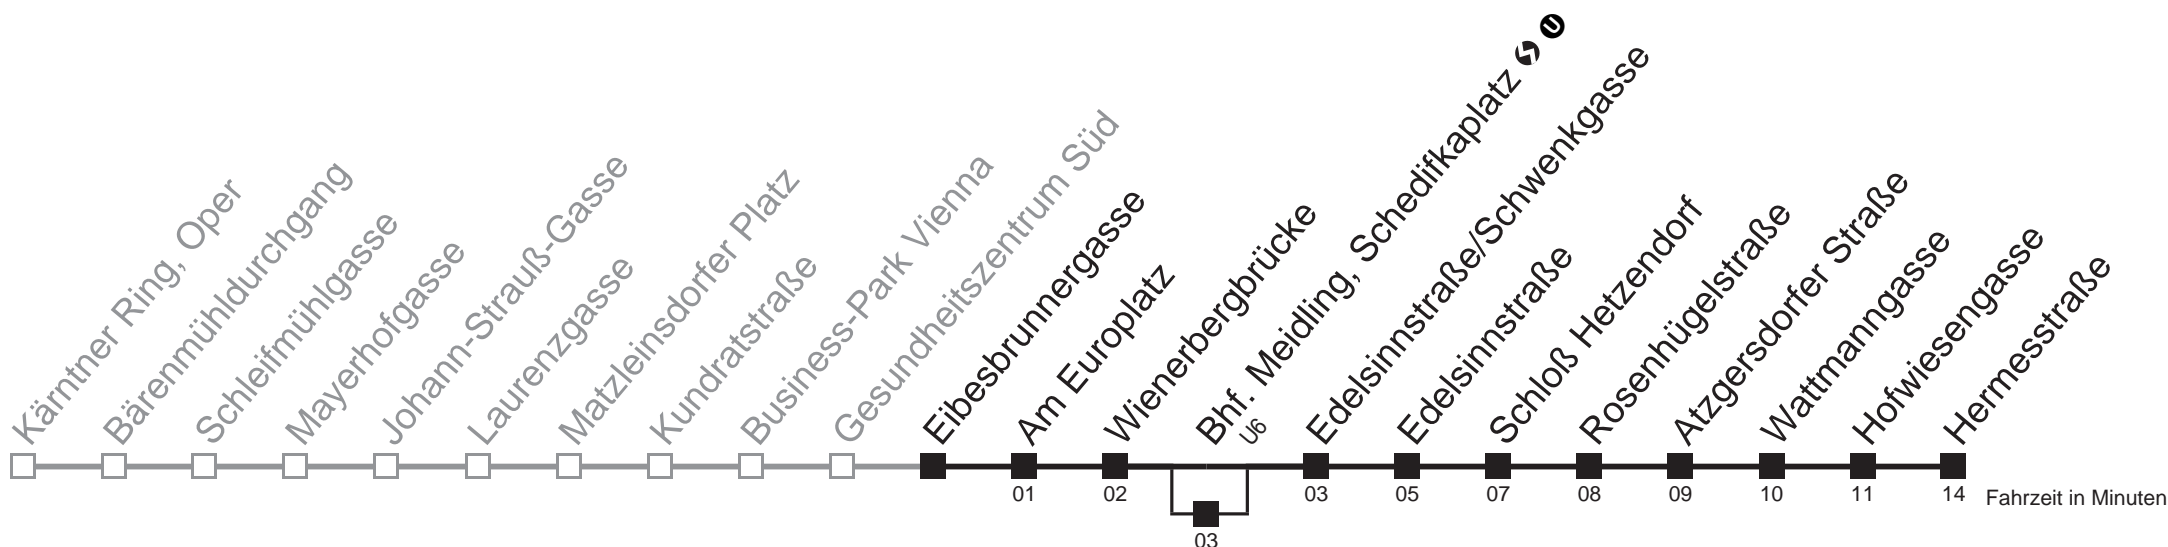 Kärntner Ring, Oper
Bärenmühldurchgang
Schleifmühlgasse
Mayerhofgasse
Johann-Strauß-Gasse
Laurenzgasse
Matzleinsdorfer Platz
Kundratstraße
Business-Park Vienna
Gesundheitszentrum Süd
Eibesbrunnergasse
Am Europlatz
Wienerbergbrücke
Bhf. Meidling, Schedifkaplatz U
U6
Edelsinnstraße/Schwenkgasse
Edelsinnstraße
Schloß Hetzendorf
Rosenhügelstraße
Atzgersdorfer Straße
Wattmanngasse
Hofwiesengasse
Hermesstraße
01 02 03 05 07 08 09 10 11 14 Fahrzeit in Minuten
03